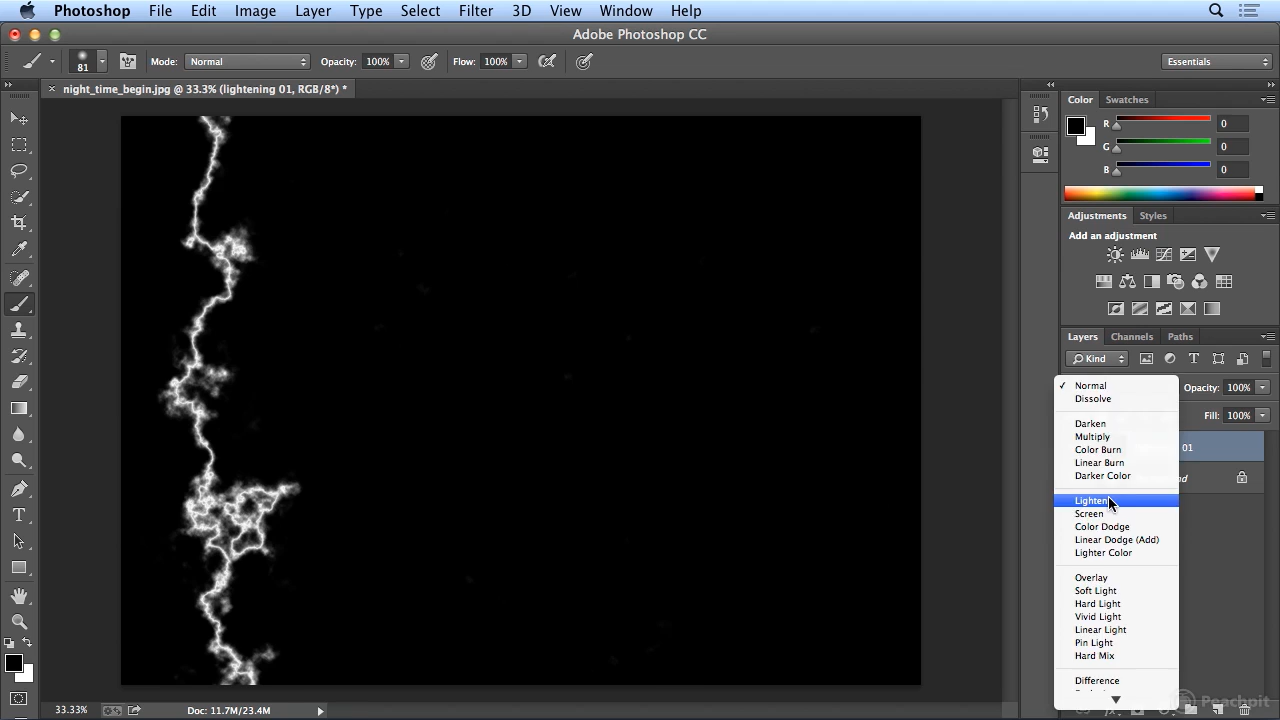 Photoshop File Edit Image Layer Type Select Filter 3D View Window Help
Adobe Photoshop CC
81 Mode: Normal Opacity: 100% Flow: 100% Essentials
× night_time_begin.jpg @ 33.3% (lightening 01, RGB/8*) *
Color Swatches
R 0
G 0
B 0
Adjustments Styles
Add an adjustment
Layers Channels Paths
Kind
Normal
Opacity: 100%
Dissolve
Fill: 100%
Darken
Multiply
Color Burn
01
Linear Burn
Darker Color
Lighten
Screen
Color Dodge
Linear Dodge (Add)
Lighter Color
Overlay
Soft Light
Hard Light
Vivid Light
Linear Light
Pin Light
Hard Mix
Difference
33.33% Doc: 11.7M/23.4M
Peachpit